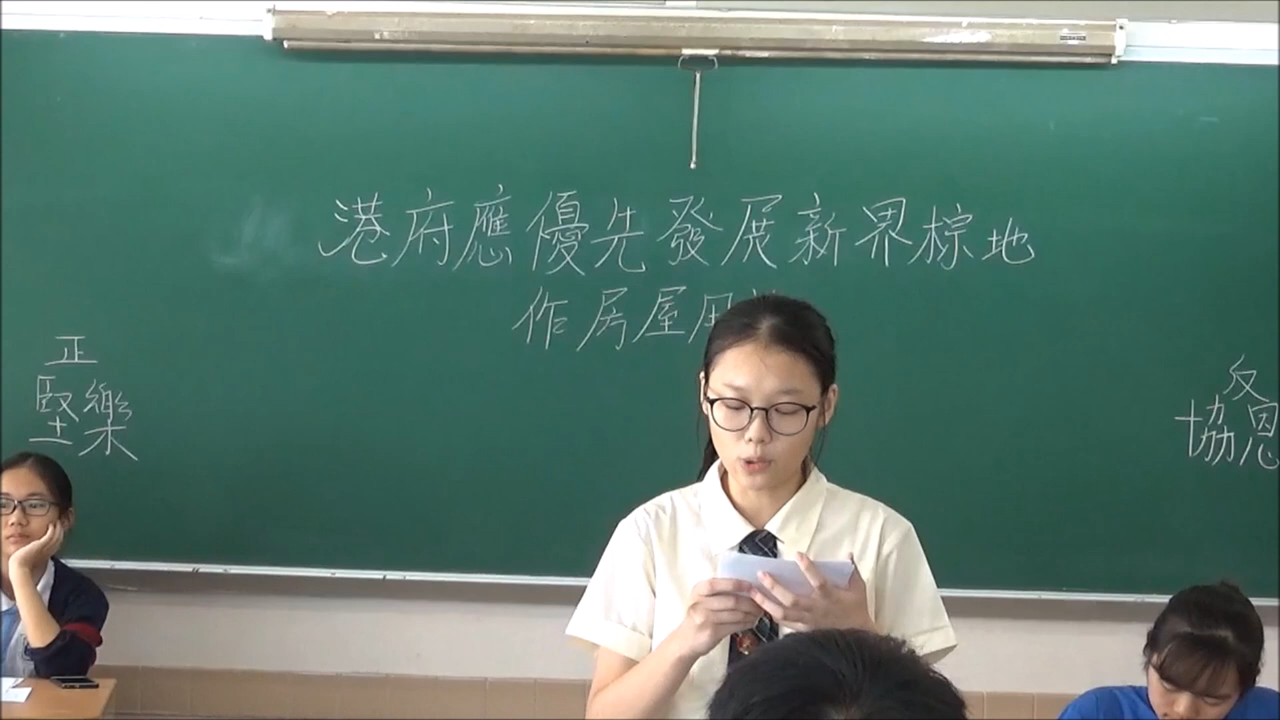 港府應優先發展新界棕地
作房屋用
正
堅樂
反
協恩